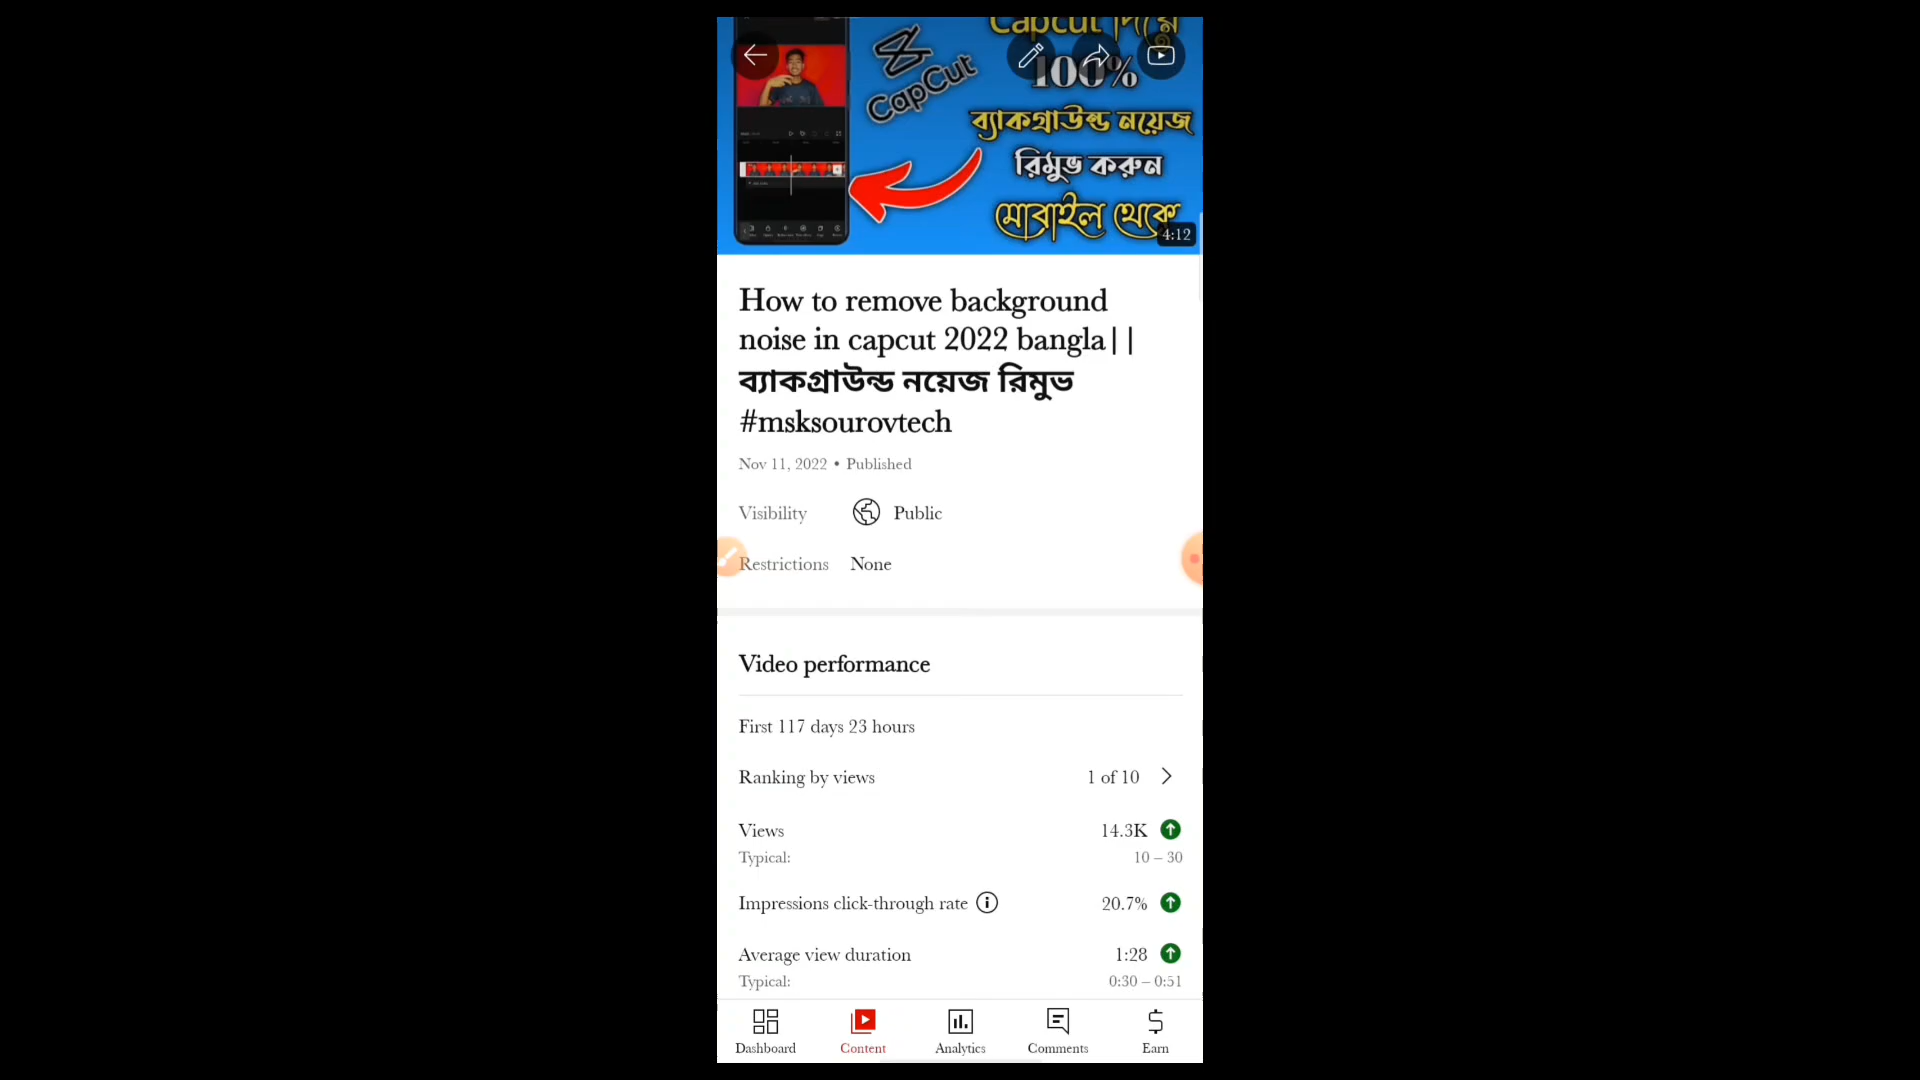 Capcut দিয়ে
CapCut
100%
ব্যাকগ্রাউন্ড নয়েজ
রিমুভ করুন
মোবাইল থেকে
4:12
How to remove background
noise in capcut 2022 bangla||
ব্যাকগ্রাউন্ড নয়েজ রিমুভ
#msksourovtech
Nov 11, 2022 • Published
Visibility Public
Restrictions None
Video performance
First 117 days 23 hours
Ranking by views 1 of 10
Views 14.3K
Typical: 10 – 30
Impressions click-through rate 20.7%
Average view duration 1:28
Typical: 0:30 – 0:51
Dashboard Content Analytics Comments Earn